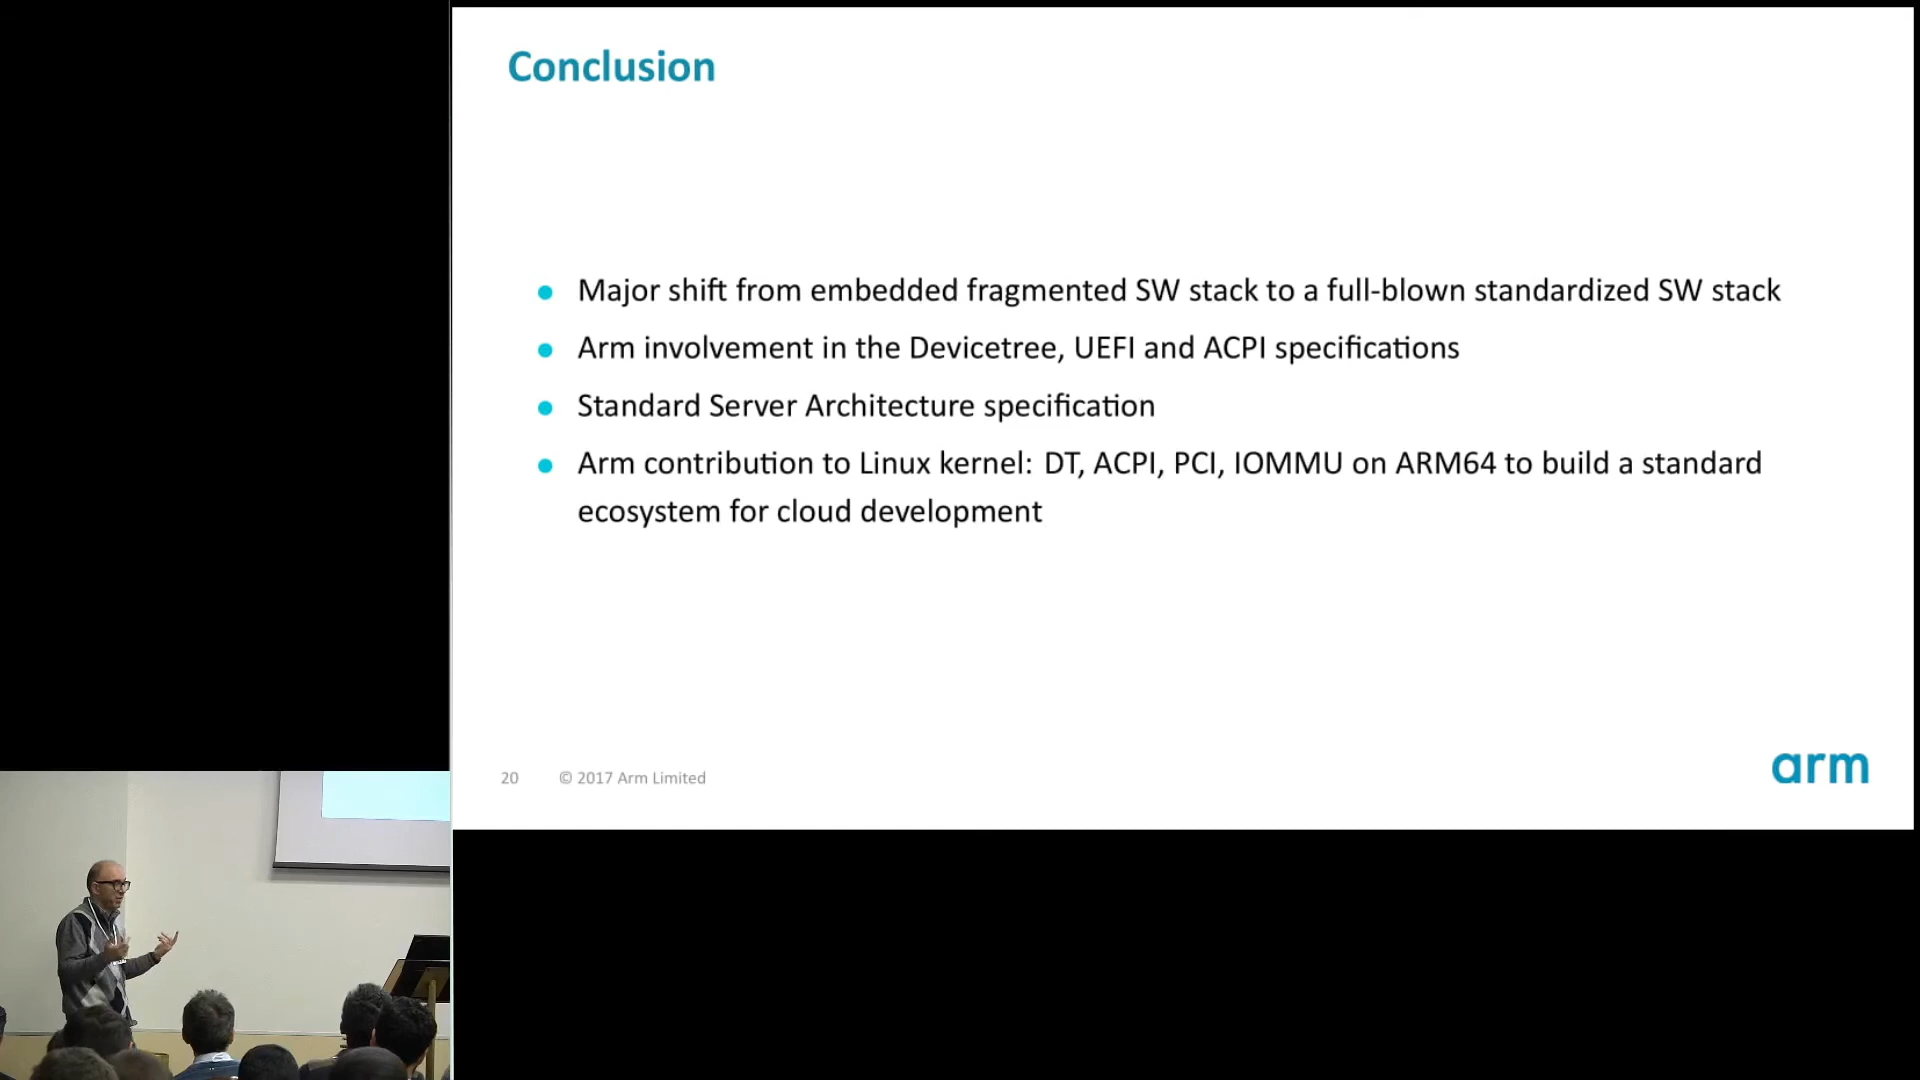 Conclusion
Major shift from embedded fragmented SW stack to a full-blown standardized SW stack
Arm involvement in the Devicetree, UEFI and ACPI specifications
Standard Server Architecture specification
Arm contribution to Linux kernel: DT, ACPI, PCI, IOMMU on ARM64 to build a standard
ecosystem for cloud development
20 © 2017 Arm Limited
arm